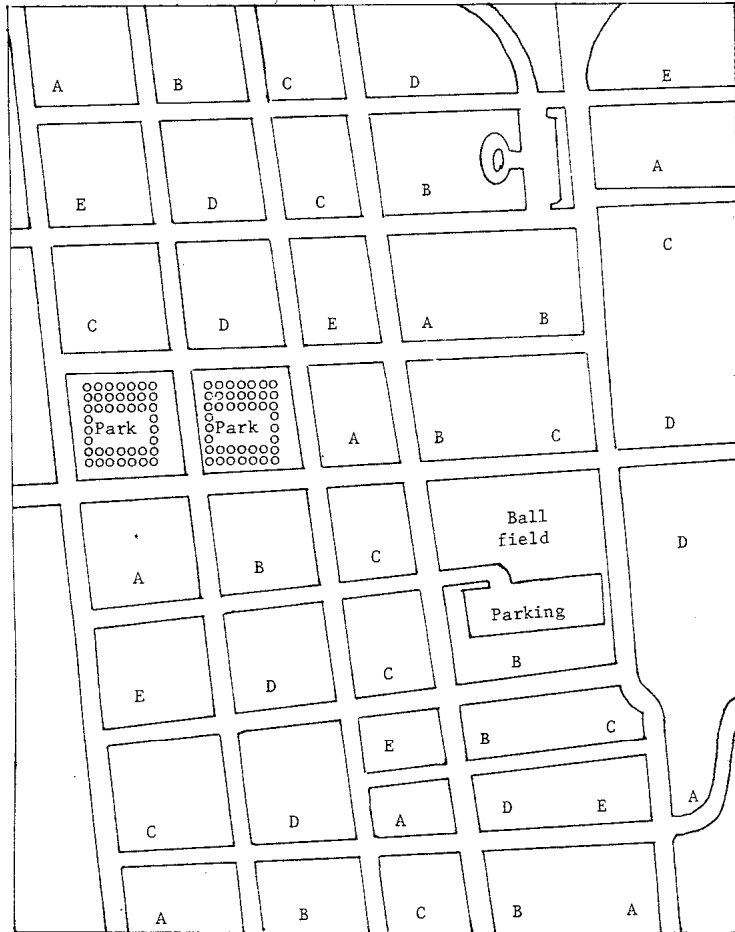 A B C D E
E D C B A
C
C D E A B
Park Park A B C D
Ball
field
A B C D
Parking
E D C B
E B C
C D A D E A
A B C B A